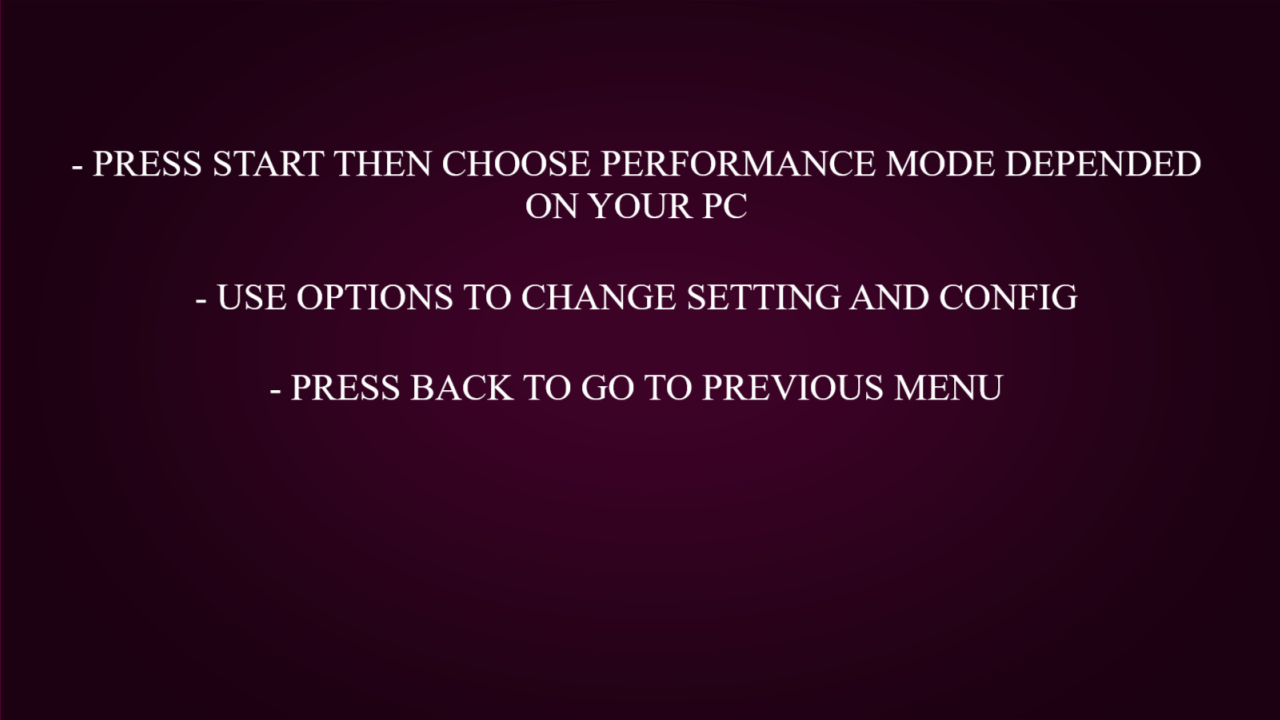 - PRESS START THEN CHOOSE PERFORMANCE MODE DEPENDED
ON YOUR PC
- USE OPTIONS TO CHANGE SETTING AND CONFIG
- PRESS BACK TO GO TO PREVIOUS MENU